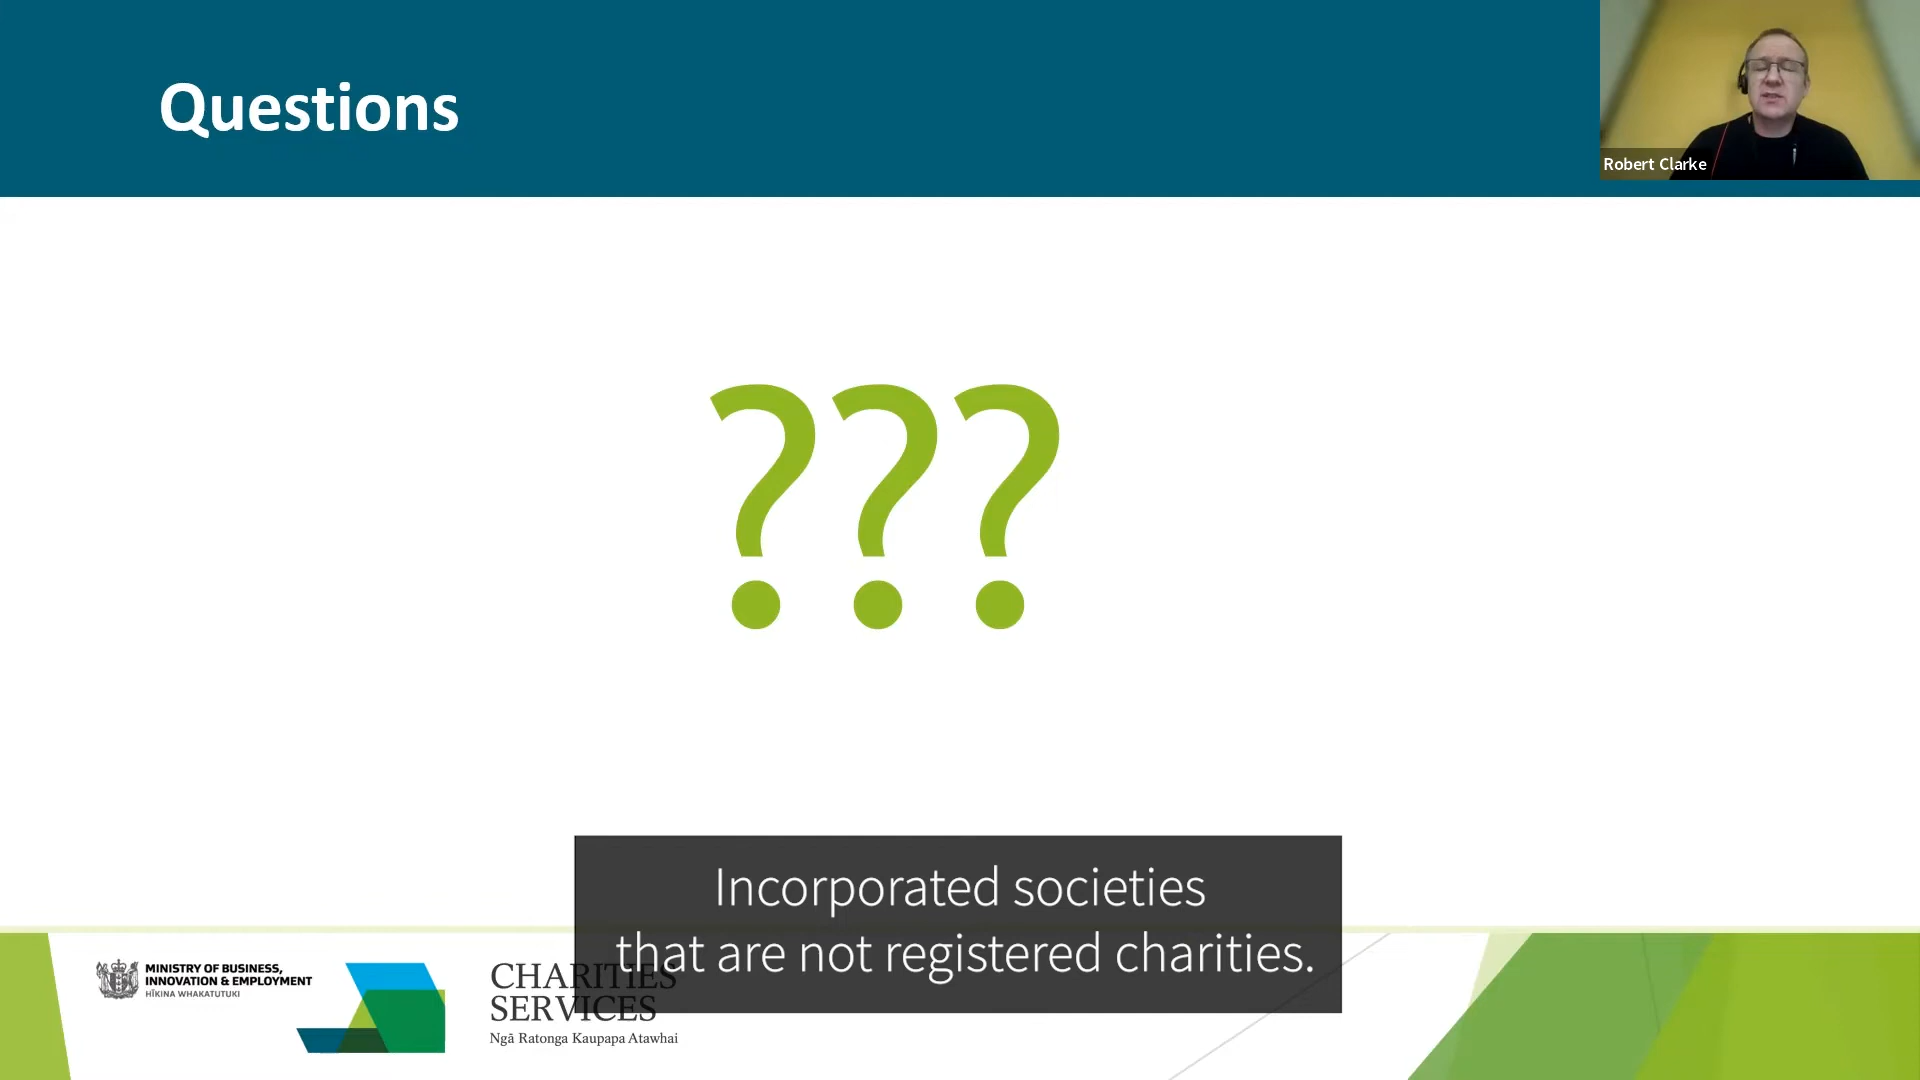 Questions
Robert Clarke
???
Incorporated societies
that are not registered charities.
MINISTRY OF BUSINESS,
INNOVATION & EMPLOYMENT
HĪKINA WHAKATUTUKI
CHARITIES
SERVICES
Ngā Ratonga Kaupapa Atawhai